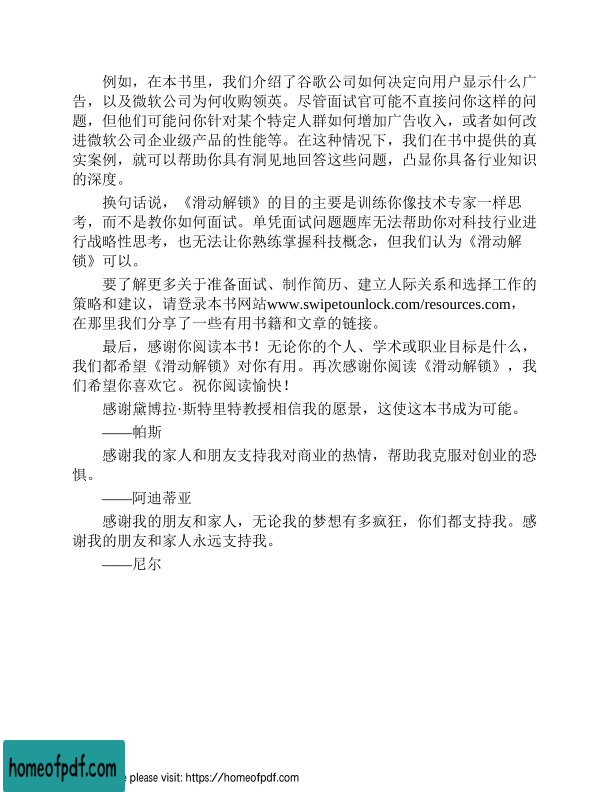 例如，在本书里，我们介绍了谷歌公司如何决定向用户显示什么广
告，以及微软公司为何收购领英。尽管面试官可能不直接问你这样的问
题，但他们可能问你针对某个特定人群如何增加广告收入，或者如何改
进微软公司企业级产品的性能等。在这种情况下，我们在书中提供的真
实案例，就可以帮助你具有洞见地回答这些问题，凸显你具备行业知识
的深度。
换句话说，《滑动解锁》的目的主要是训练你像技术专家一样思
考，而不是教你如何面试。单凭面试问题题库无法帮助你对科技行业进
行战略性思考，也无法让你熟练掌握科技概念，但我们认为《滑动解
锁》可以。
要了解更多关于准备面试、制作简历、建立人际关系和选择工作的
策略和建议，请登录本书网站www.swipetounlock.com/resources.com，
在那里我们分享了一些有用书籍和文章的链接。
最后，感谢你阅读本书！无论你的个人、学术或职业目标是什么，
我们都希望《滑动解锁》对你有用。再次感谢你阅读《滑动解锁》，我
们希望你喜欢它。祝你阅读愉快！
感谢黛博拉·斯特里特教授相信我的愿景，这使这本书成为可能。
——帕斯
感谢我的家人和朋友支持我对商业的热情，帮助我克服对创业的恐
惧。
——阿迪蒂亚
感谢我的朋友和家人，无论我的梦想有多疯狂，你们都支持我。感
谢我的朋友和家人永远支持我。
——尼尔
homeofpdf.com
please visit: https://homeofpdf.com